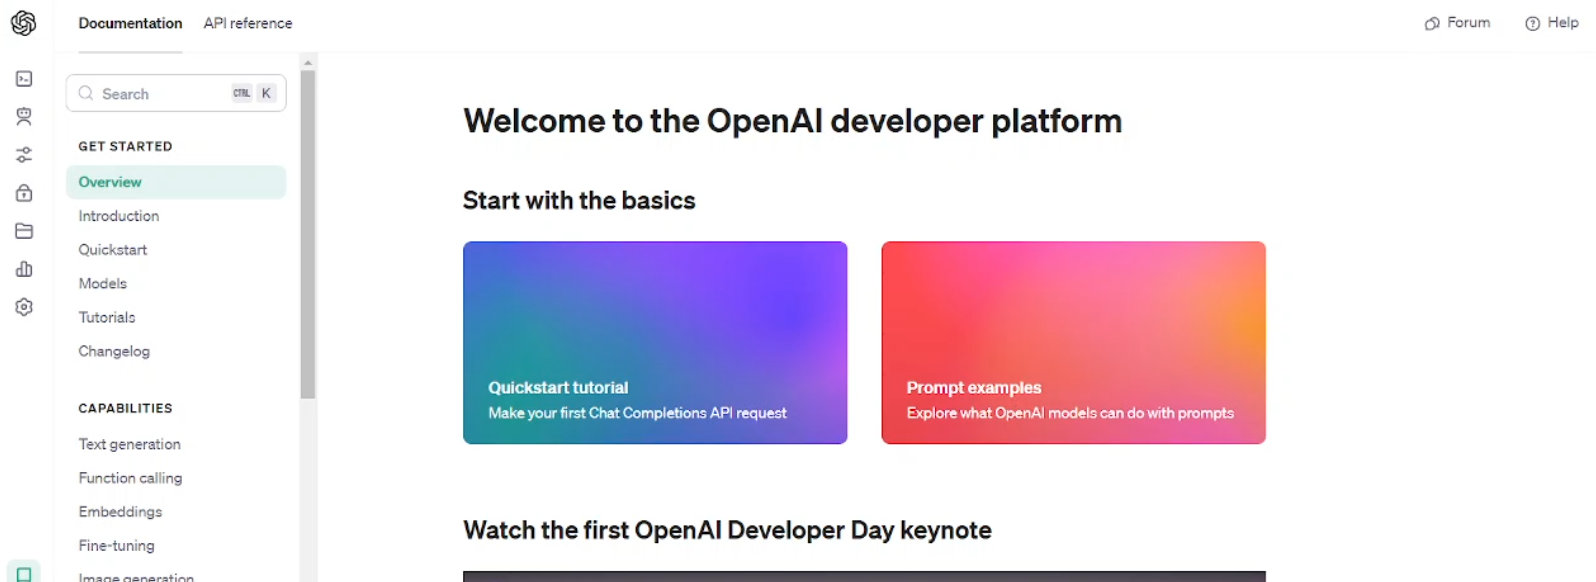 Documentation API reference Forum Help
Search CTRL K
GET STARTED
Overview
Introduction
Quickstart
Models
Tutorials
Changelog
CAPABILITIES
Text generation
Function calling
Embeddings
Fine-tuning
Image generation
Welcome to the OpenAI developer platform
Start with the basics
Quickstart tutorial
Make your first Chat Completions API request
Prompt examples
Explore what OpenAI models can do with prompts
Watch the first OpenAI Developer Day keynote